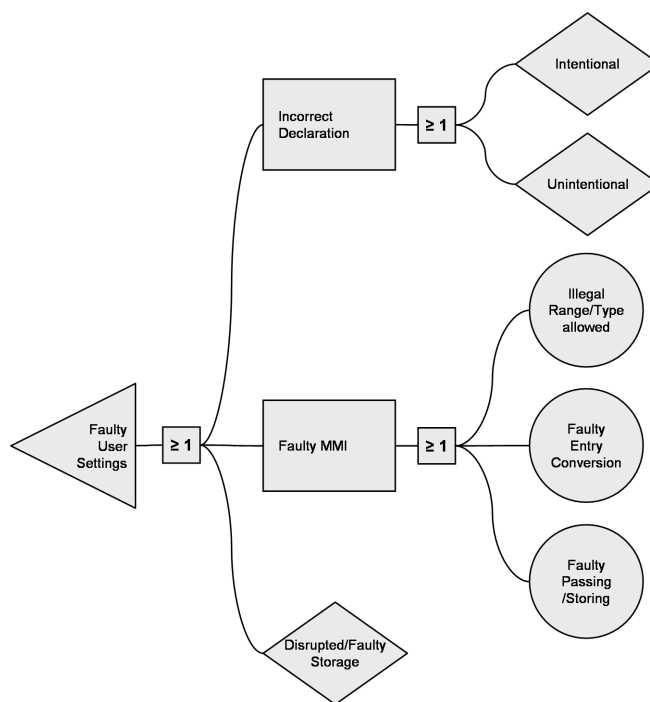 Intentional
Incorrect
Declaration
≥ 1
Unintentional
Illegal
Range/Type
allowed
Faulty
User
Settings
≥ 1
Faulty MMI
≥ 1
Faulty
Entry
Conversion
Faulty
Passing
/Storing
Disrupted/Faulty
Storage